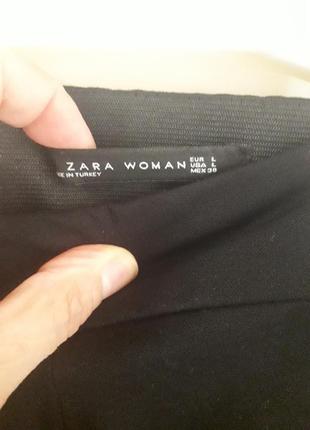 ZARA WOMAN
E IN TURKEY
EUR L
USA L
MEX 30